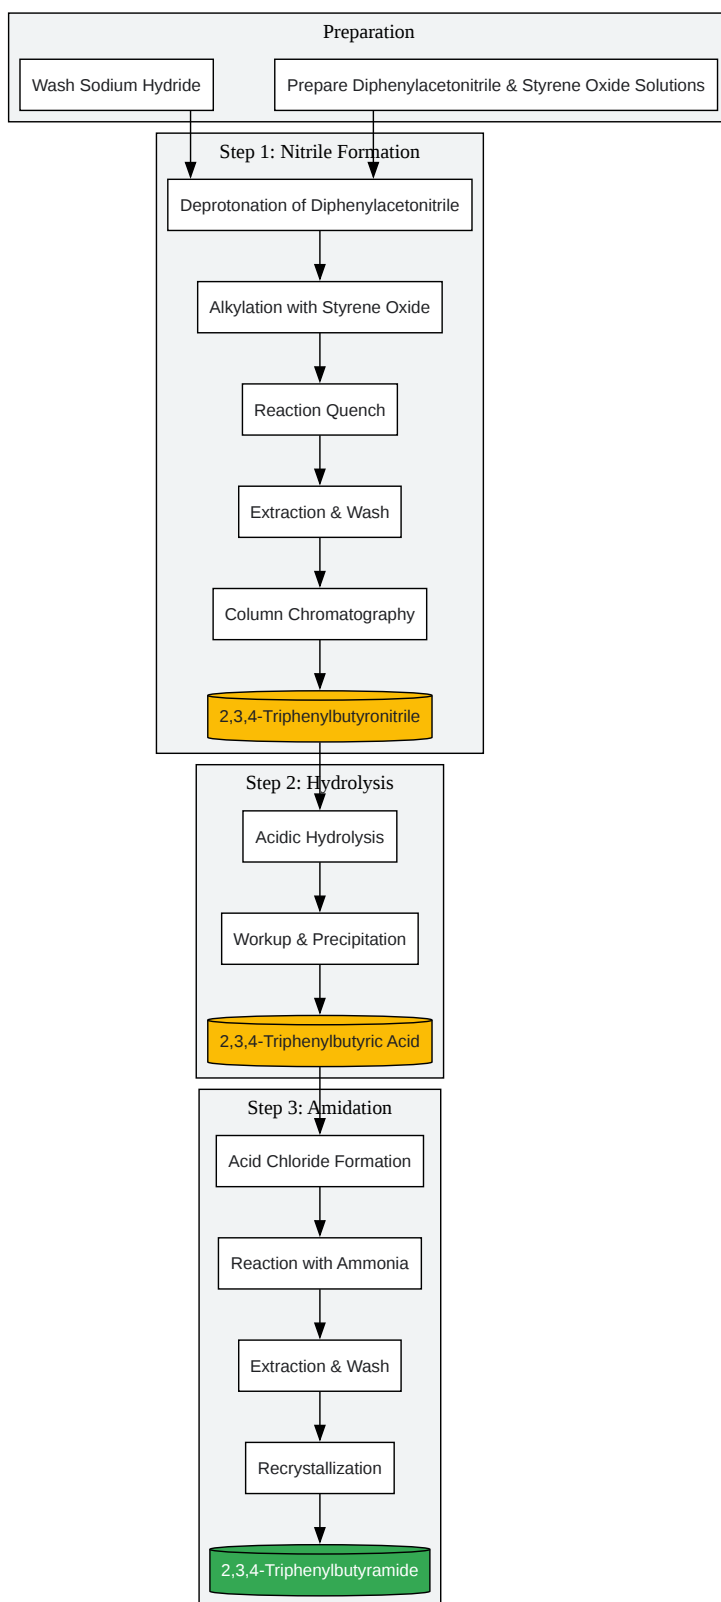 Preparation
Wash Sodium Hydride
Prepare Diphenylacetonitrile & Styrene Oxide Solutions
Step 1: Nitrile Formation
Deprotonation of Diphenylacetonitrile
Alkylation with Styrene Oxide
Reaction Quench
Extraction & Wash
Column Chromatography
2,3,4-Triphenylbutyronitrile
Step 2: Hydrolysis
Acidic Hydrolysis
Workup & Precipitation
2,3,4-Triphenylbutyric Acid
Step 3: Amidation
Acid Chloride Formation
Reaction with Ammonia
Extraction & Wash
Recrystallization
2,3,4-Triphenylbutyramide